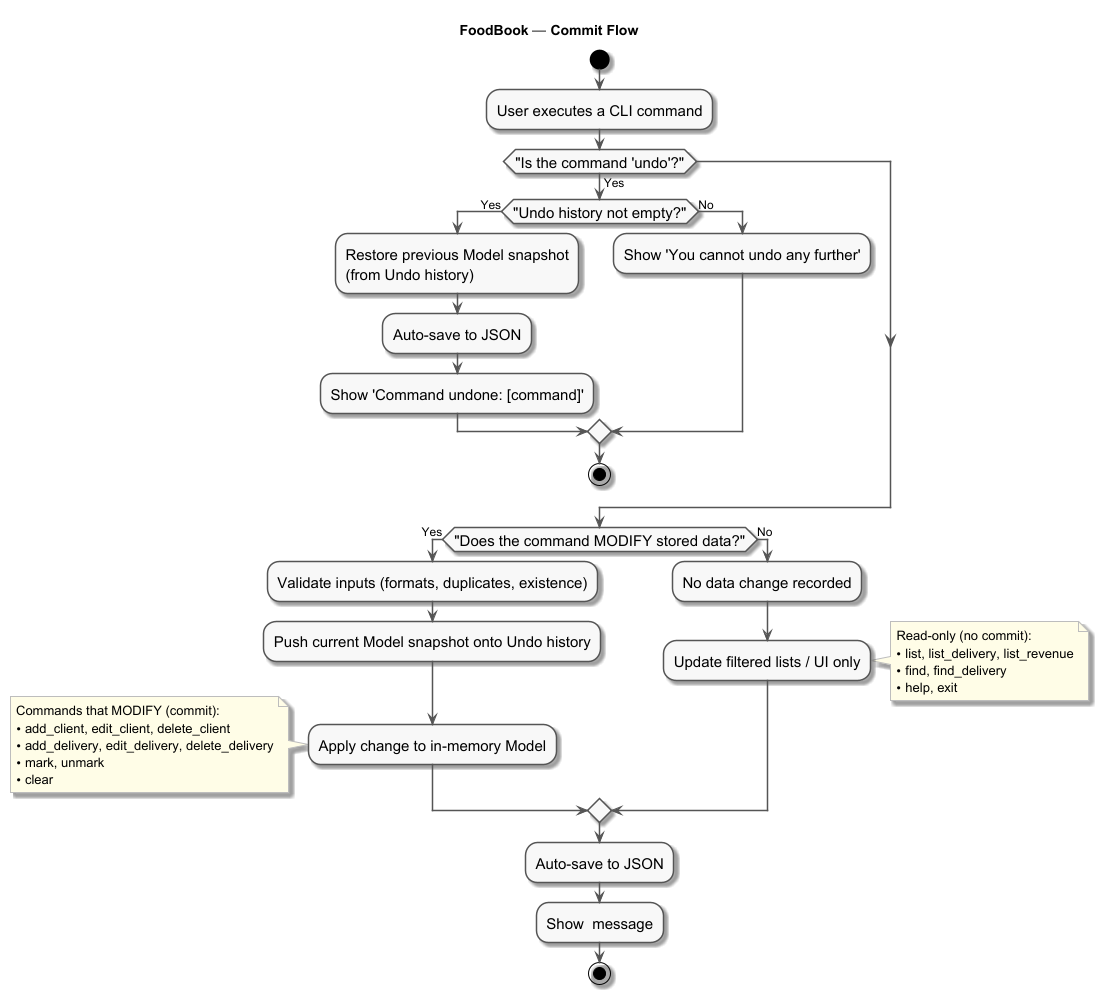 FoodBook — Commit Flow
User executes a CLI command
"Is the command 'undo'?"
Yes
Yes
"Undo history not empty?"
No
Restore previous Model snapshot
(from Undo history)
Show 'You cannot undo any further'
Auto-save to JSON
Show 'Command undone: [command]'
Yes
"Does the command MODIFY stored data?"
No
Validate inputs (formats, duplicates, existence)
No data change recorded
Push current Model snapshot onto Undo history
Update filtered lists / UI only
Read-only (no commit):
• list, list_delivery, list_revenue
• find, find_delivery
• help, exit
Commands that MODIFY (commit):
• add_client, edit_client, delete_client
• add_delivery, edit_delivery, delete_delivery
• mark, unmark
• clear
Apply change to in-memory Model
Auto-save to JSON
Show  message